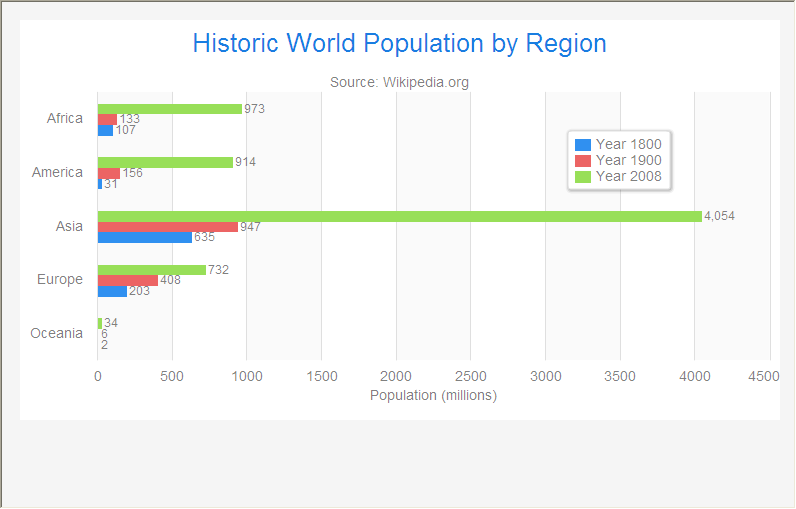 Historic World Population by Region
Source: Wikipedia.org
Africa
973
133
107
America
914
156
31
Asia
4,054
947
635
Europe
732
408
203
Oceania
34
6
2
Year 1800
Year 1900
Year 2008
0 500 1000 1500 2000 2500 3000 3500 4000 4500
Population (millions)